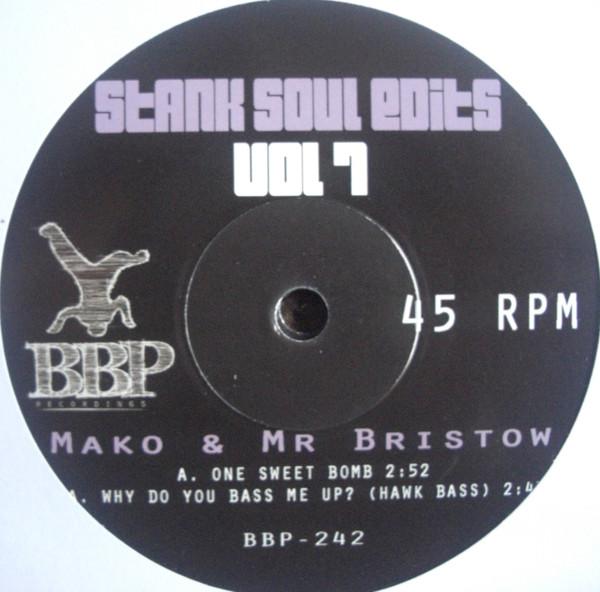 STANK SOUL EDITS
VOL 7
45 RPM
BBP
RECORDINGS
MAKO & MR BRISTOW
A. ONE SWEET BOMB 2:52
A. WHY DO YOU BASS ME UP? (HAWK BASS)
BBP-242